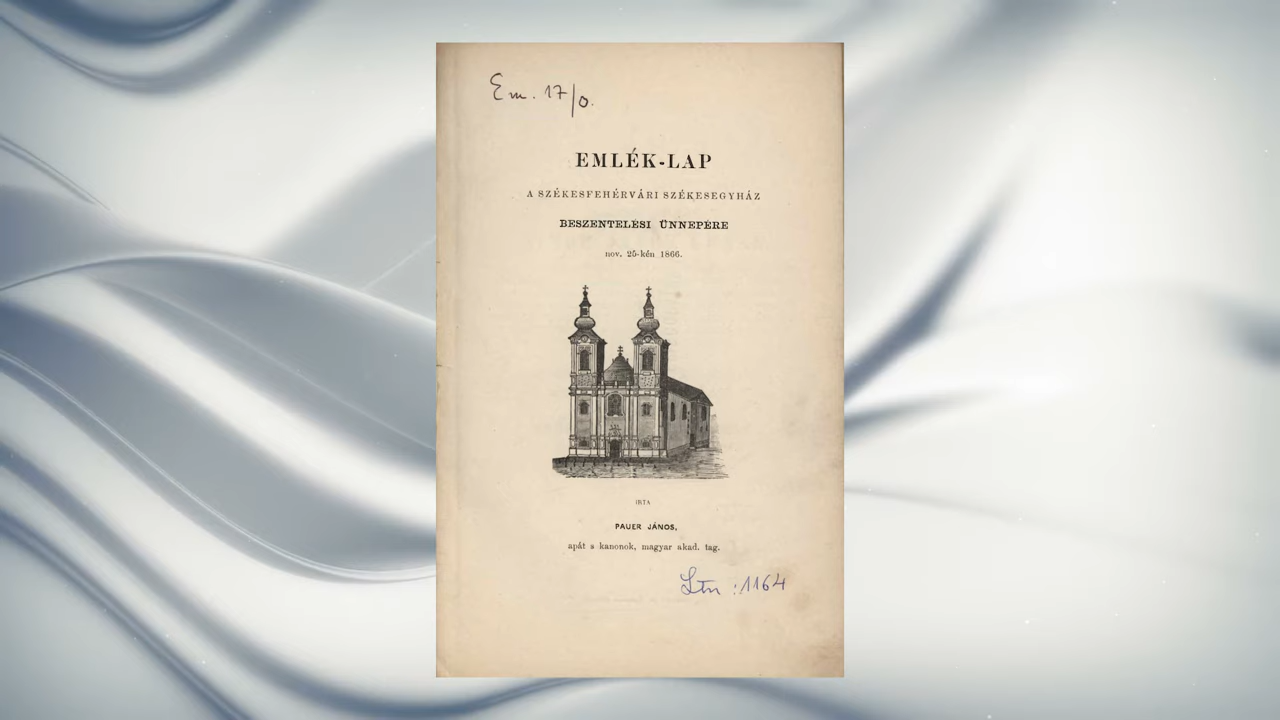 Em. 17/0.
EMLÉK-LAP
A SZÉKESFEHÉRVÁRI SZÉKESEGYHÁZ
BESZENTELÉSI ÜNNEPÉRE
nov. 25-kén 1866.
IRTA
PAUER JÁNOS,
apát s kanonok, magyar akad. tag.
Ltn :1164